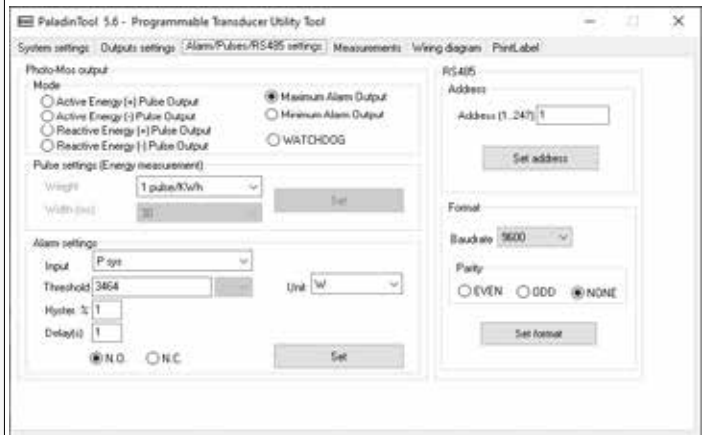 PaladinTool 5.6 - Programmable Transducer Utility Tool
System settings Outputs settings Alarm/Pulses/RS485 settings Measurements Wiring diagram PrintLabel
Photo-Mos output
Mode
Active Energy (+) Pulse Output
Active Energy (-) Pulse Output
Reactive Energy (+) Pulse Output
Reactive Energy (-) Pulse Output
Maximum Alarm Output
Minimum Alarm Output
WATCHDOG
Pulse settings (Energy measurement)
Weight 1 pulse/KWh
Width (ms) 30
Set
Alarm settings
Input P sys
Threshold 3464 Unit W
Hyster. % 1
Delay(s) 1
N.O. N.C.
Set
RS485
Address
Address (1..247) 1
Set address
Format
Baudrate 9600
Parity
EVEN ODD NONE
Set format